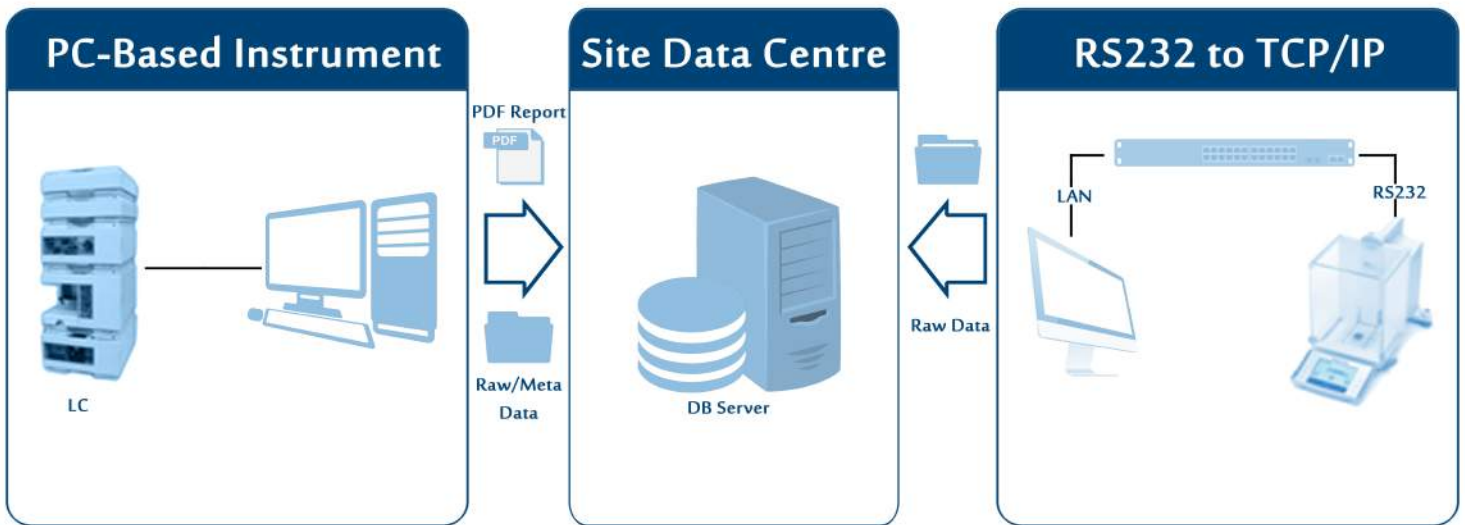 PC-Based Instrument
LC
PDF Report
PDF
Raw/Meta
Data
Site Data Centre
DB Server
Raw Data
RS232 to TCP/IP
LAN
RS232